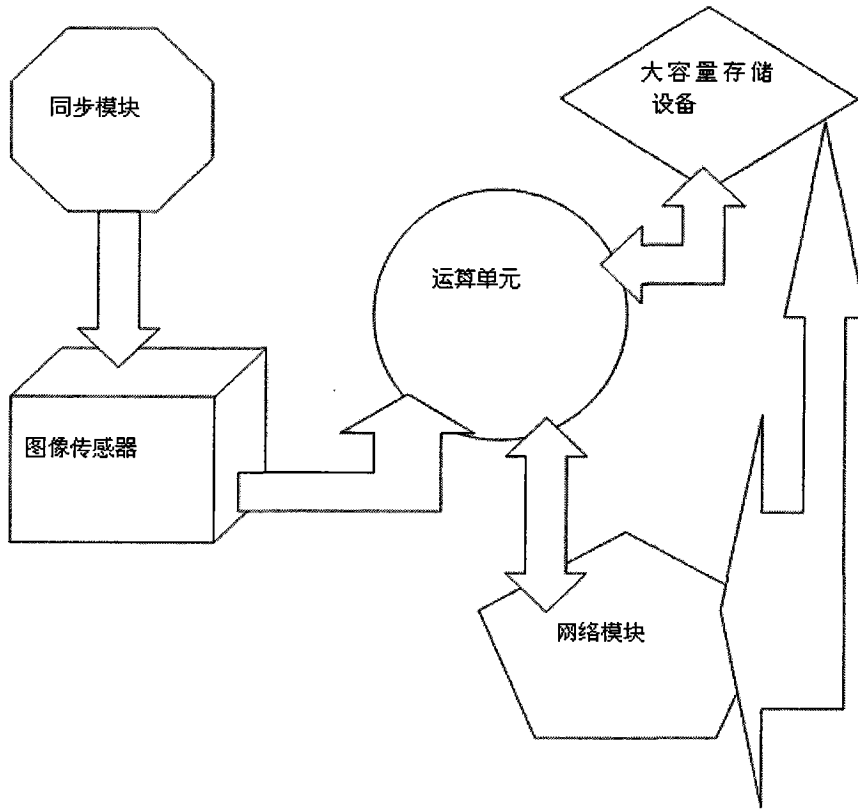 同步模块
大容量存储
设备
运算单元
图像传感器
网络模块